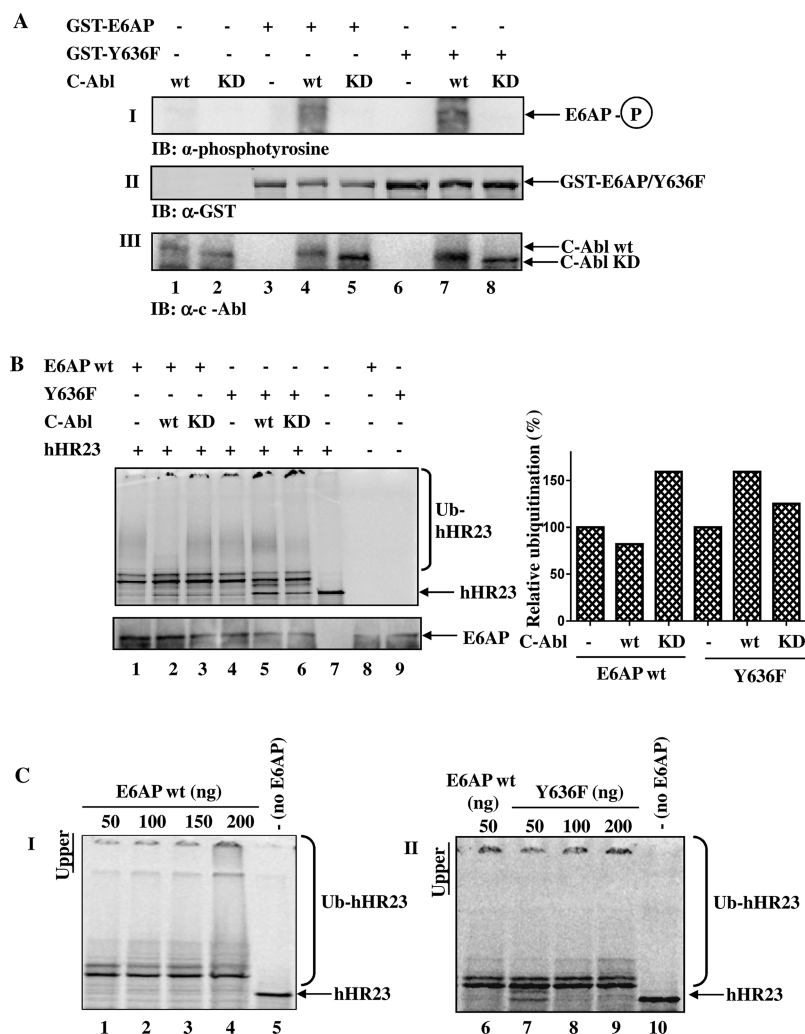 A
GST-E6AP - - + + + - - -
GST-Y636F - - - - - + + +
C-Abl wt KD - wt KD - wt KD
I
E6AP - P
IB: α-phosphotyrosine
II
GST-E6AP/Y636F
IB: α-GST
III
C-Abl wt
C-Abl KD
1 2 3 4 5 6 7 8
IB: α-c -Abl
B
E6AP wt + + + - - - - + -
Y636F - - - + + + - - +
C-Abl - wt KD - wt KD - - -
hHR23 + + + + + + + - -
Ub-
hHR23
hHR23
E6AP
1 2 3 4 5 6 7 8 9
Relative ubiquitination (%)
150
100
50
0
C-Abl - wt KD - wt KD
E6AP wt Y636F
C
E6AP wt (ng)
- (no E6AP)
50 100 150 200
I
Upper
Ub-hHR23
hHR23
1 2 3 4 5
E6AP wt
(ng)
Y636F (ng)
- (no E6AP)
50 50 100 200
II
Upper
Ub-hHR23
hHR23
6 7 8 9 10